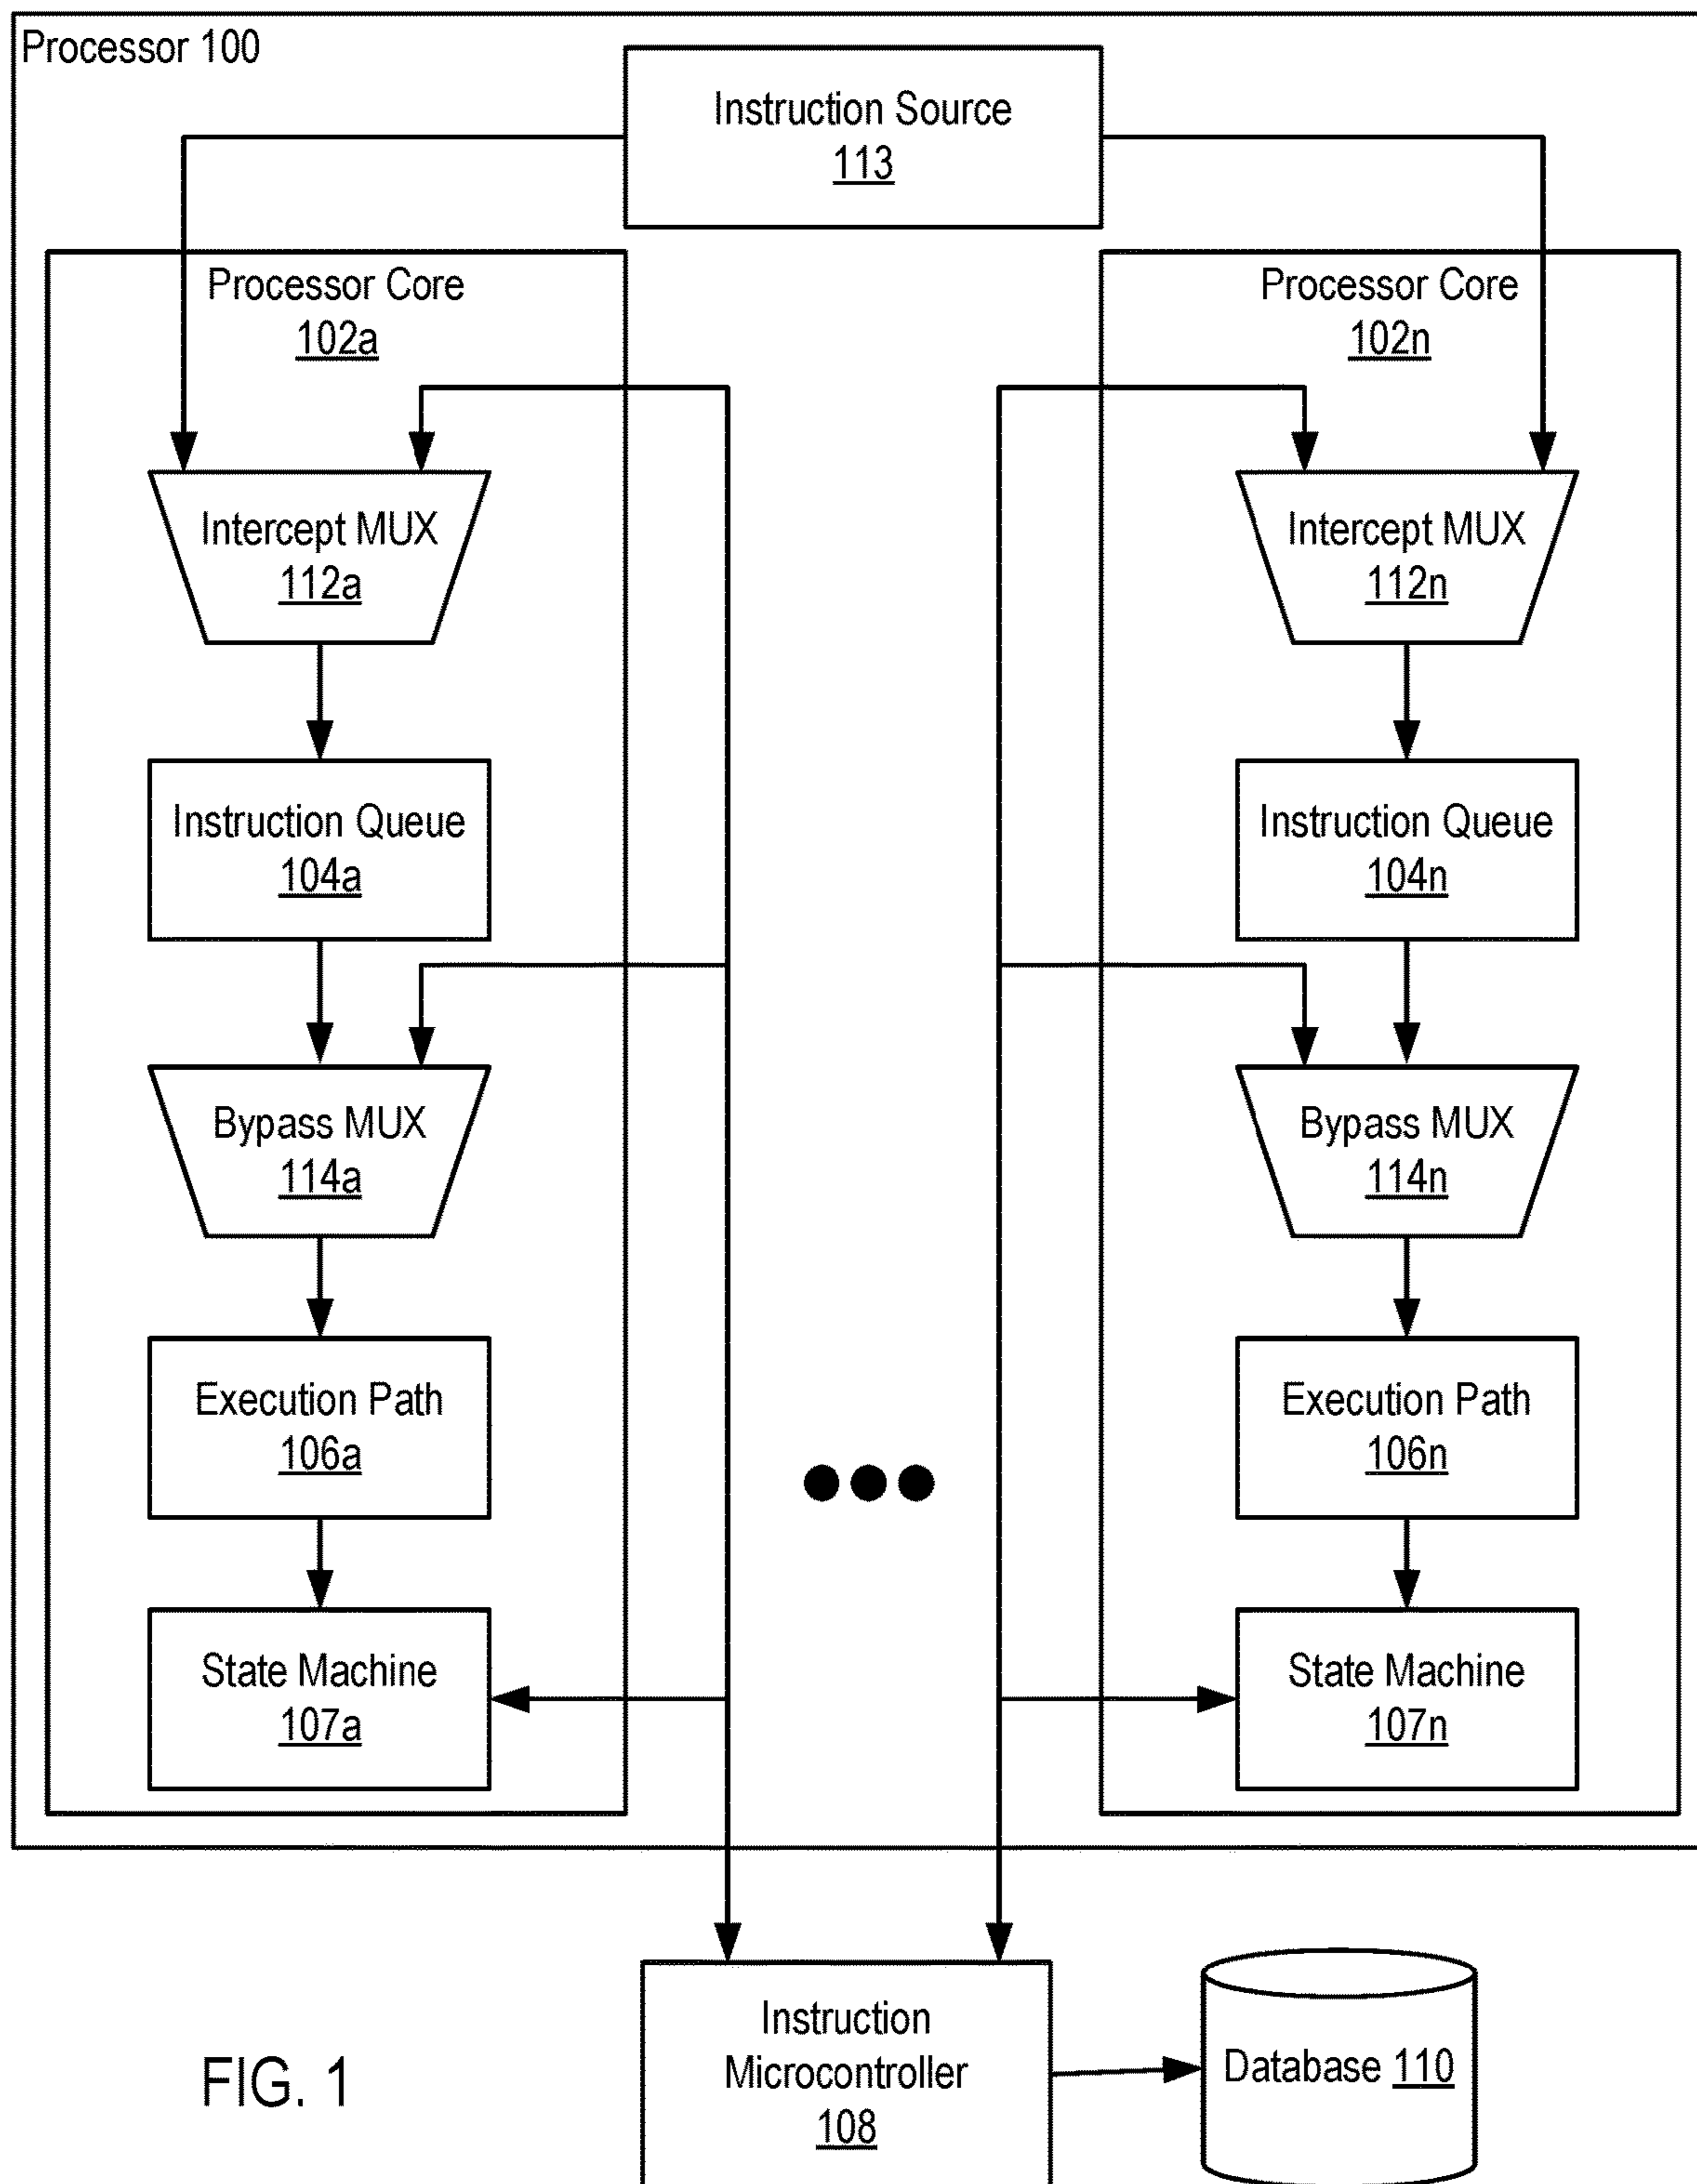 Processor 100
Instruction Source
113
Processor Core
102a
Processor Core
102n
Intercept MUX
112a
Intercept MUX
112n
Instruction Queue
104a
Instruction Queue
104n
Bypass MUX
114a
Bypass MUX
114n
Execution Path
106a
Execution Path
106n
State Machine
107a
State Machine
107n
Instruction
Microcontroller
108
Database 110
FIG. 1